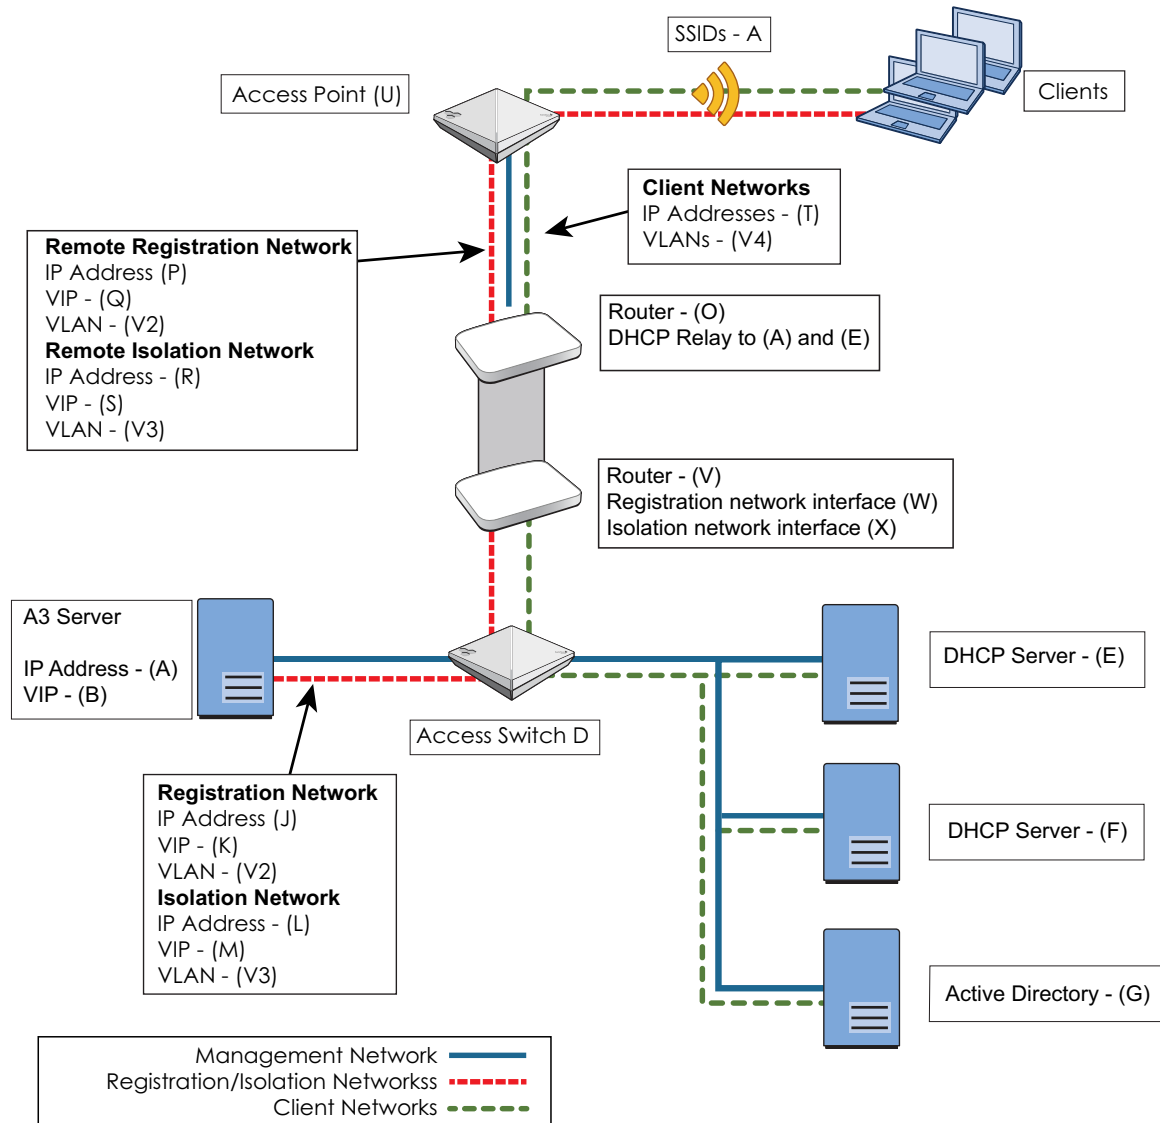 SSIDs - A
Access Point (U)
Clients
Client Networks
IP Addresses - (T)
VLANs - (V4)
Remote Registration Network
IP Address (P)
VIP - (Q)
VLAN - (V2)
Remote Isolation Network
IP Address - (R)
VIP - (S)
VLAN - (V3)
Router - (O)
DHCP Relay to (A) and (E)
Router - (V)
Registration network interface (W)
Isolation network interface (X)
A3 Server
IP Address - (A)
VIP - (B)
DHCP Server - (E)
Access Switch D
Registration Network
IP Address (J)
VIP - (K)
VLAN - (V2)
Isolation Network
IP Address - (L)
VIP - (M)
VLAN - (V3)
DHCP Server - (F)
Active Directory - (G)
Management Network
Registration/Isolation Networkss
Client Networks